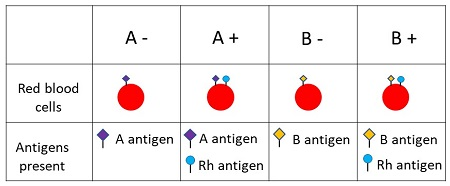 A - A + B - B +
Red blood
cells
Antigens
present
A antigen
A antigen
Rh antigen
B antigen
B antigen
Rh antigen